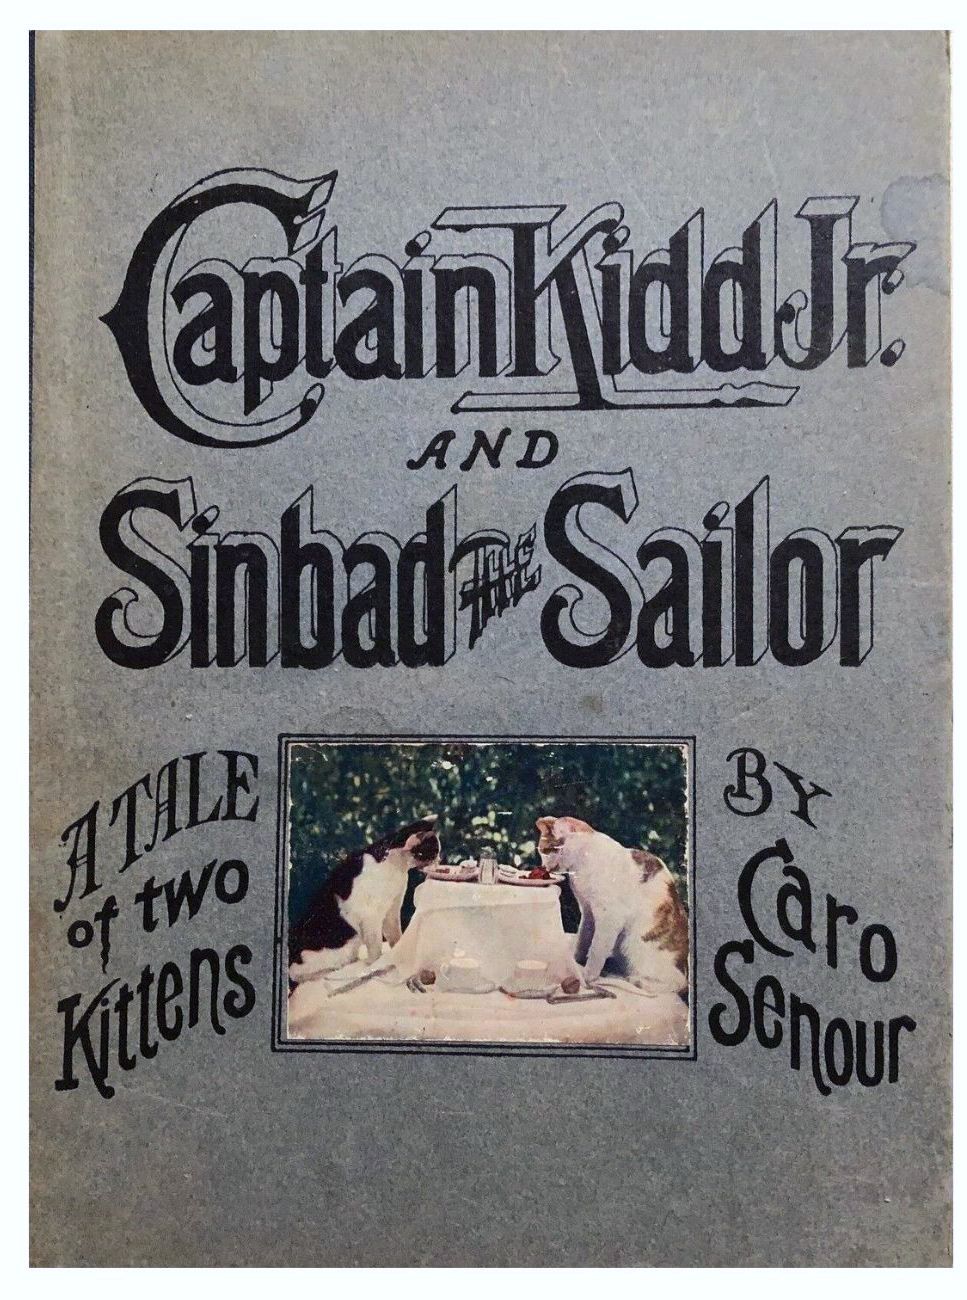 Captain Kidd Jr.
AND
Sinbad THE Sailor
A TALE
of two
Kittens
BY
Caro
Senour